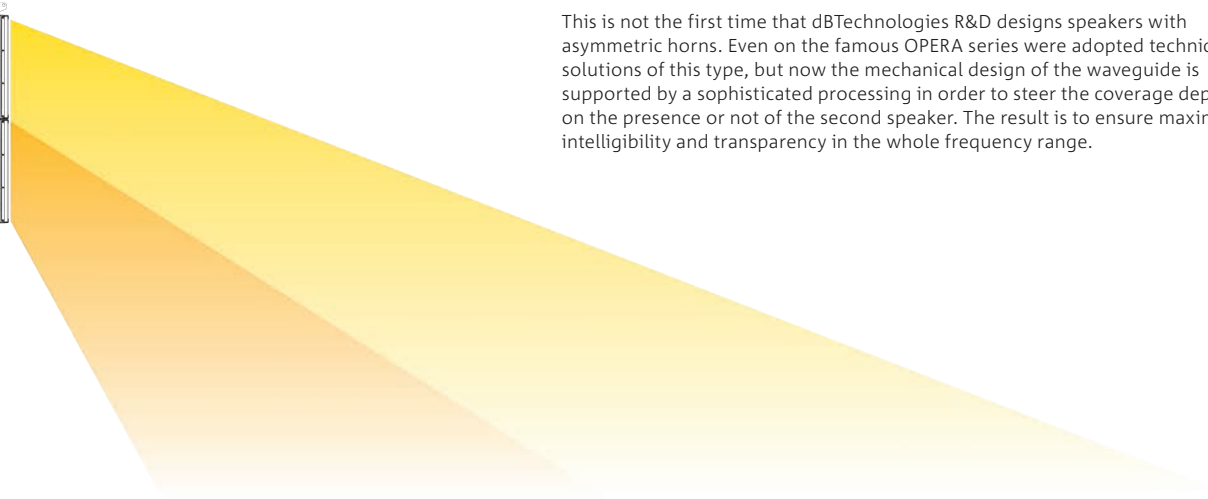 This is not the first time that dBTechnologies R&D designs speakers with
asymmetric horns. Even on the famous OPERA series were adopted technic
solutions of this type, but now the mechanical design of the waveguide is
supported by a sophisticated processing in order to steer the coverage dep
on the presence or not of the second speaker. The result is to ensure maxi
intelligibility and transparency in the whole frequency range.